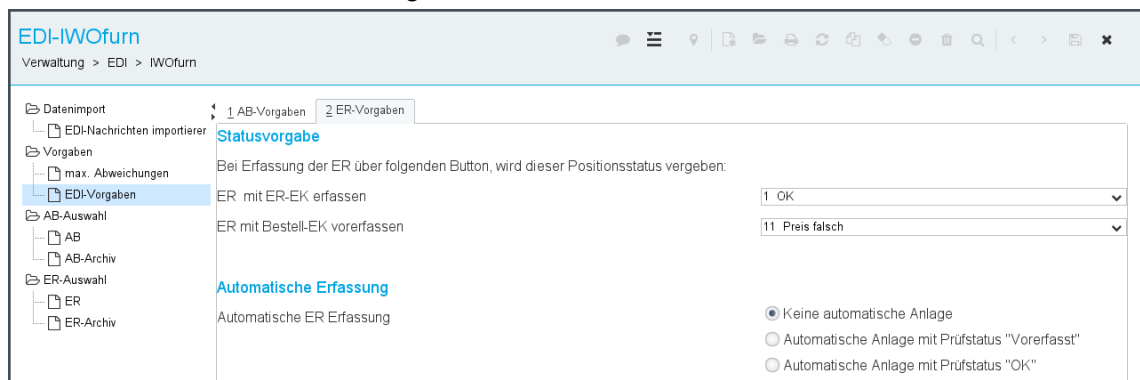 EDI-IWOfurn
Verwaltung > EDI > IWOfurn
Datenimport
EDI-Nachrichten importierer
Vorgaben
max. Abweichungen
EDI-Vorgaben
AB-Auswahl
AB
AB-Archiv
ER-Auswahl
ER
ER-Archiv
1 AB-Vorgaben 2 ER-Vorgaben
Statusvorgabe
Bei Erfassung der ER über folgenden Button, wird dieser Positionsstatus vergeben:
ER mit ER-EK erfassen 1 OK
ER mit Bestell-EK vorerfassen 11 Preis falsch
Automatische Erfassung
Automatische ER Erfassung Keine automatische Anlage
Automatische Anlage mit Prüfstatus "Vorerfasst"
Automatische Anlage mit Prüfstatus "OK"